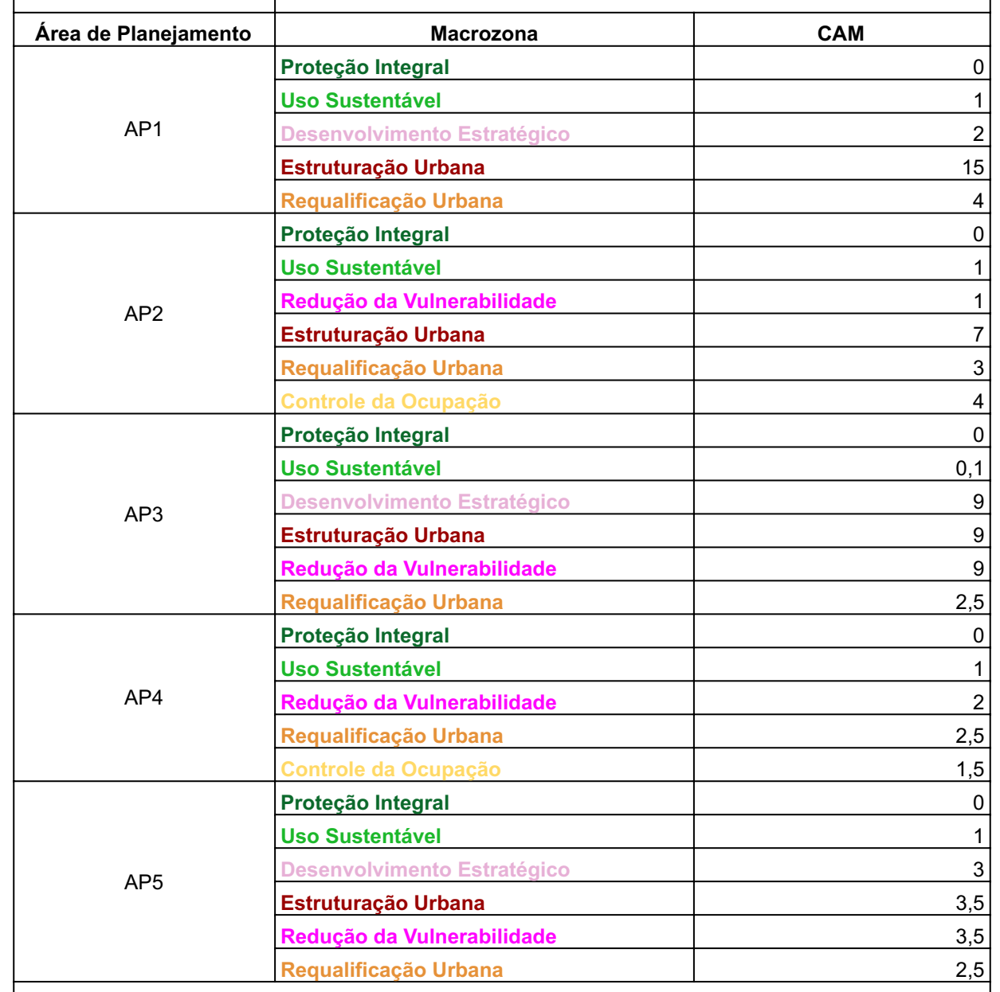 Área de Planejamento Macrozona CAM
AP1
Proteção Integral 0
Uso Sustentável 1
Desenvolvimento Estratégico 2
Estruturação Urbana 15
Requalificação Urbana 4
AP2
Proteção Integral 0
Uso Sustentável 1
Redução da Vulnerabilidade 1
Estruturação Urbana 7
Requalificação Urbana 3
Controle da Ocupação 4
AP3
Proteção Integral 0
Uso Sustentável 0,1
Desenvolvimento Estratégico 9
Estruturação Urbana 9
Redução da Vulnerabilidade 9
Requalificação Urbana 2,5
AP4
Proteção Integral 0
Uso Sustentável 1
Redução da Vulnerabilidade 2
Requalificação Urbana 2,5
Controle da Ocupação 1,5
AP5
Proteção Integral 0
Uso Sustentável 1
Desenvolvimento Estratégico 3
Estruturação Urbana 3,5
Redução da Vulnerabilidade 3,5
Requalificação Urbana 2,5